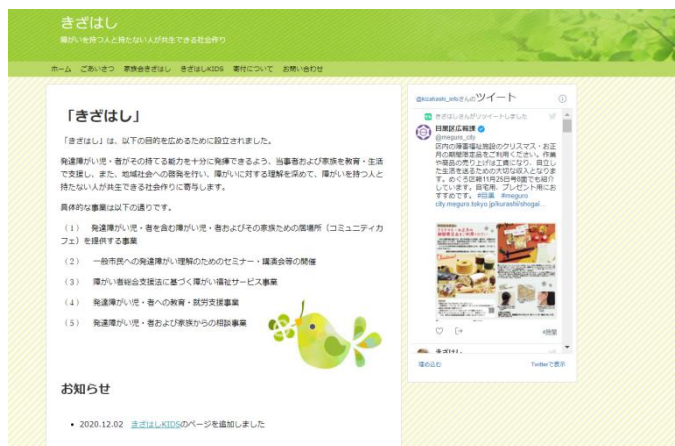 きざはし
障がいを持つ人と持たない人が共生できる社会作り
ホーム ごあいさつ 家族会きざはし きざはしKIDS 寄付について お問い合わせ
「きざはし」
「きざはし」は、以下の目的を広めるために設立されました。
発達障がい児・者がその持てる能力を十分に発揮できるよう、当事者および家族を教育・生活
で支援し、また、地域社会への啓発を行い、障がいに対する理解を深めて、障がいを持つ人と
持たない人が共生できる社会作りに寄与します。
具体的な事業は以下の通りです。
（１） 発達障がい児・者を含む障がい児・者およびその家族ための居場所（コミュニティカ
フェ）を提供する事業
（２） 一般市民への発達障がい理解のためのセミナー・講演会等の開催
（３） 障がい者総合支援法に基づく障がい福祉サービス事業
（４） 発達障がい児・者への教育・就労支援事業
（５） 発達障がい児・者および家族からの相談事業
お知らせ
• 2020.12.02 きざはしKIDSのページを追加しました
@kizahashi_infoさんのツイート
きざはしさんがリツイートしました
目黒区広報課
@meguro_city
区内の障害福祉施設のクリスマス・お正
月の期間限定品をご利用ください。作業
や商品の売り上げは工賃になり、自立し
た生活を送るための大切な収入となりま
す。めぐろ区報11月25日号8面でも紹介
しています。自宅用、プレゼント用にお
すすめです。 #目黒 #meguro
city.meguro.tokyo.jp/kurashi/shogai...
4時間
きざはし
埋め込む
Twitterで表示